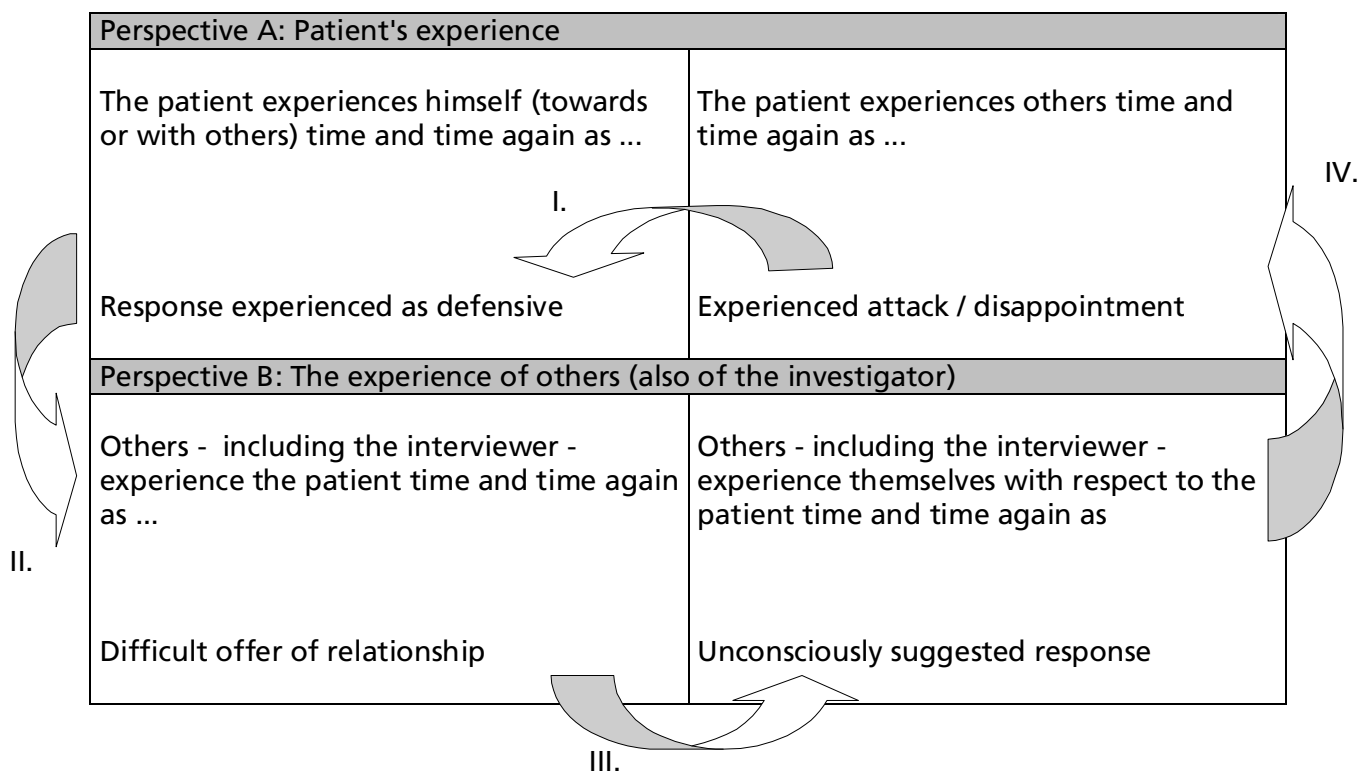 Perspective A: Patient's experience
The patient experiences himself (towards
or with others) time and time again as ...
The patient experiences others time and
time again as ...
IV.
I.
Response experienced as defensive
Experienced attack / disappointment
Perspective B: The experience of others (also of the investigator)
Others - including the interviewer -
experience the patient time and time again
as ...
Others - including the interviewer -
experience themselves with respect to the
patient time and time again as
II.
Difficult offer of relationship
Unconsciously suggested response
III.